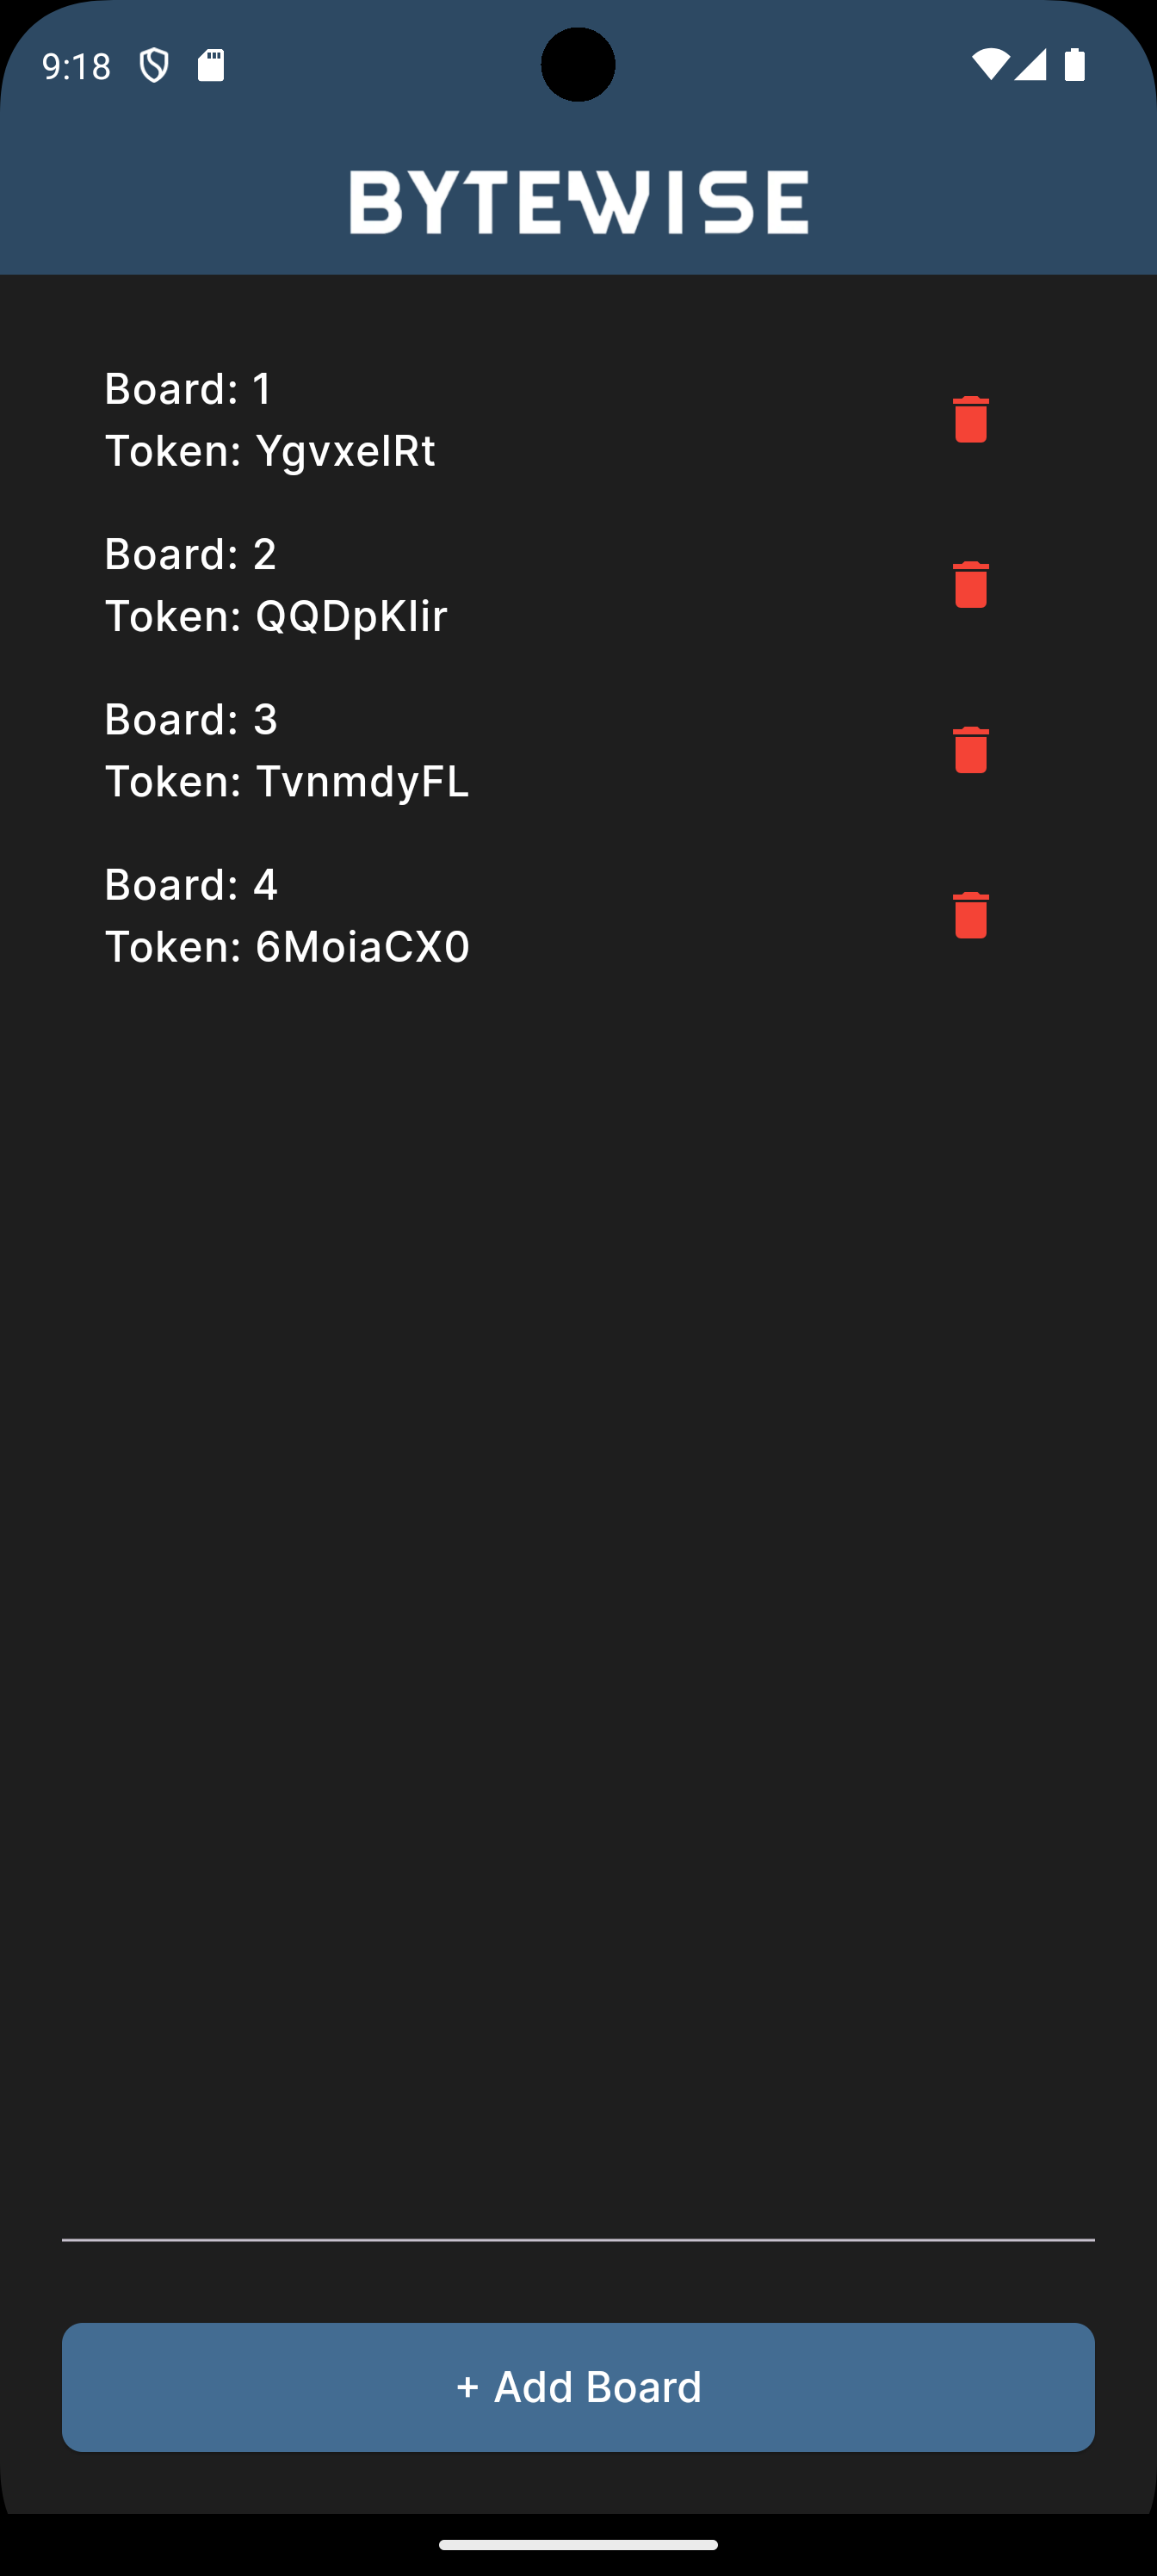 9:18
BYTEWISE
Board: 1
Token: YgvxelRt
Board: 2
Token: QQDpKlir
Board: 3
Token: TvnmdyFL
Board: 4
Token: 6MoiaCX0
+ Add Board